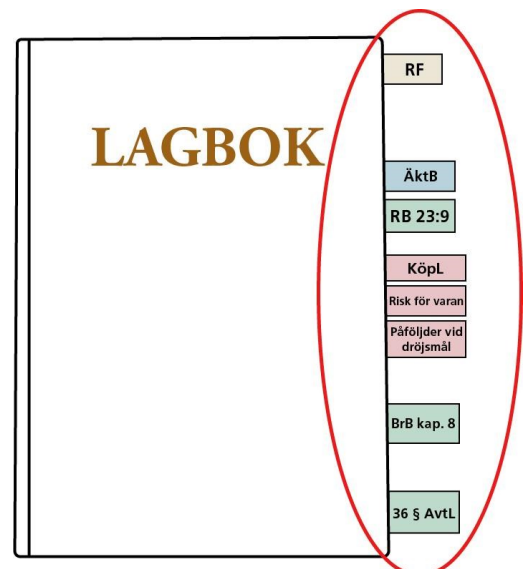 LAGBOK
RF
ÄktB
RB 23:9
KöpL
Risk för varan
Påföljder vid
dröjsmål
BrB kap. 8
36 § AvtL